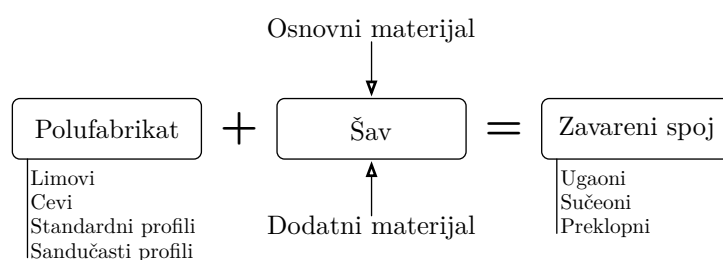 Osnovni materijal
Polufabrikat + Šav = Zavareni spoj
Limovi
Cevi
Standardni profili
Sandučasti profili
Dodatni materijal
Ugaoni
Sučeoni
Preklopni